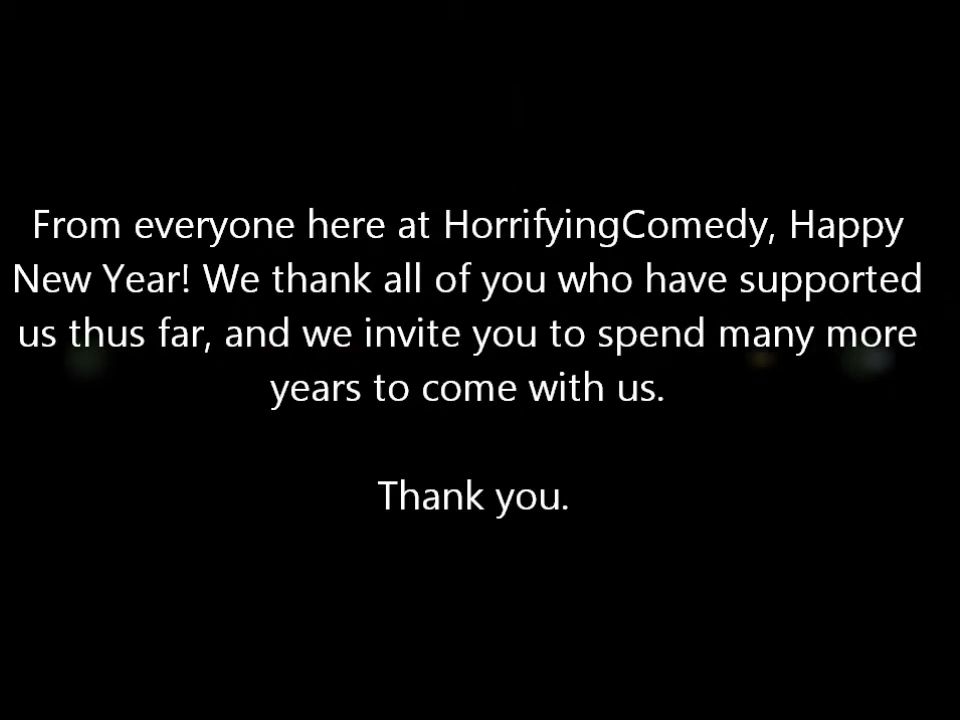 From everyone here at HorrifyingComedy, Happy
New Year! We thank all of you who have supported
us thus far, and we invite you to spend many more
years to come with us.
Thank you.